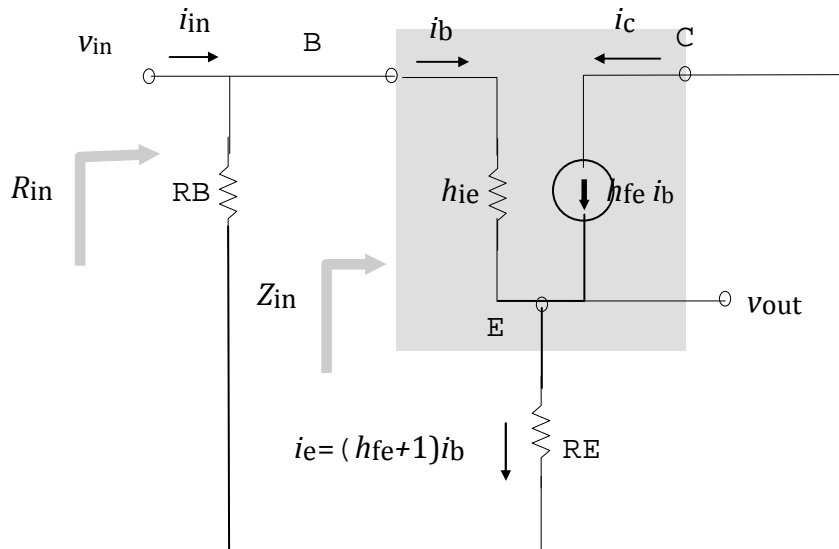 iin
vin
B
ib
ic
C
Rin
RB
hie
hfe ib
Zin
E
vout
ie=(hfe+1)ib
RE